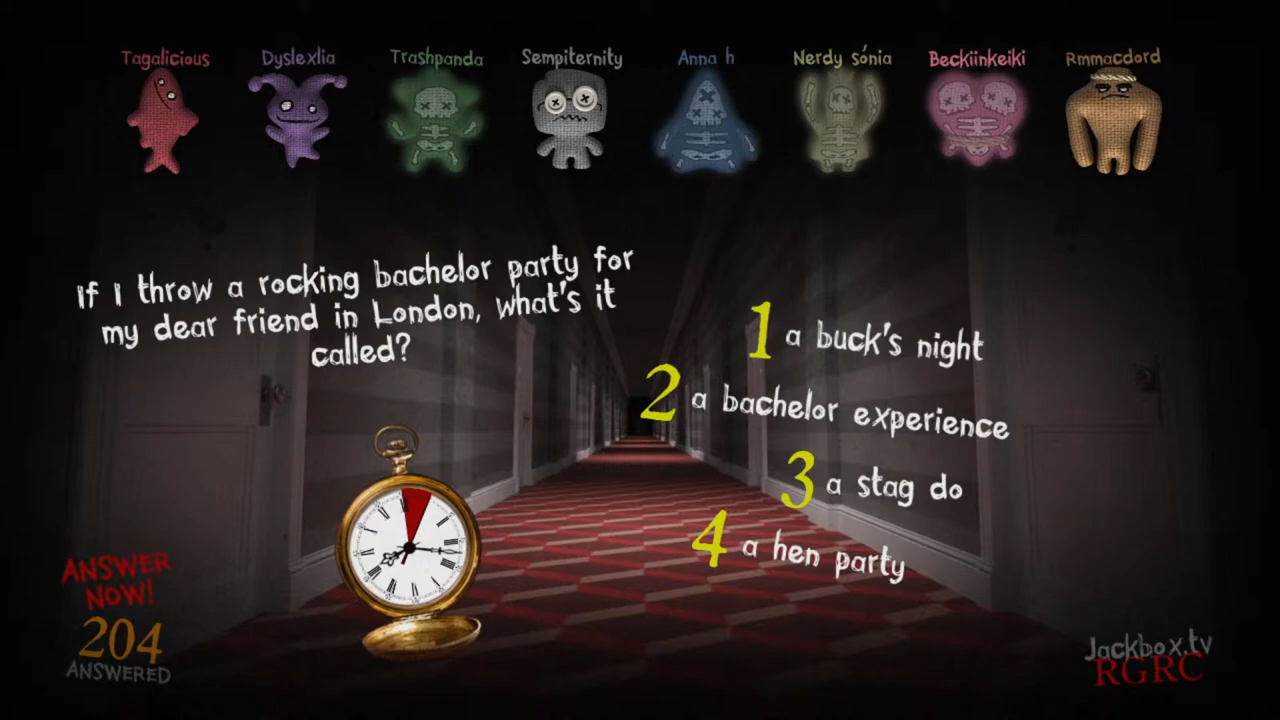 Tagalicious Dyslexlia Trashpanda Sempiternity Anna h Nerdy sónia Beckiinkeiki Rmmacdord
If I throw a rocking bachelor party for
my dear friend in London, what's it
called?
1 a buck's night
2 a bachelor experience
3 a stag do
4 a hen party
ANSWER
NOW!
204
ANSWERED
Jackbox.tv
RGRC